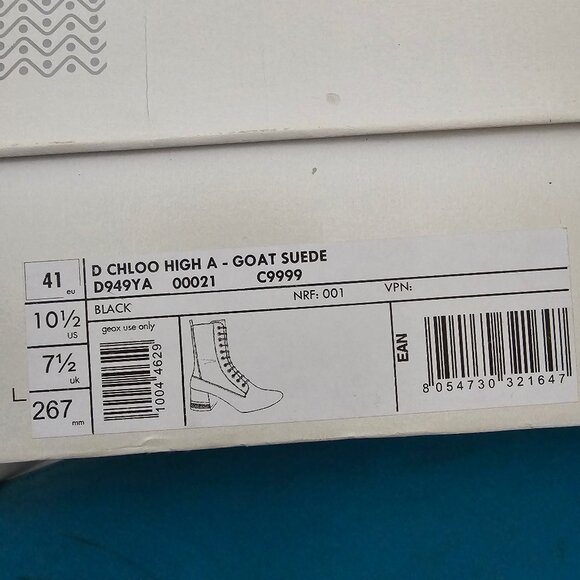 41 eu
D CHLOO HIGH A - GOAT SUEDE
D949YA 00021 C9999
10½ us
BLACK NRF: 001 VPN:
7½ uk
geox use only
267 mm
1004 4629
EAN
8 054730 321647